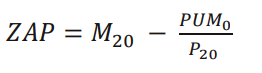 ZAP = M₂₀ − PUM₀ / P₂₀